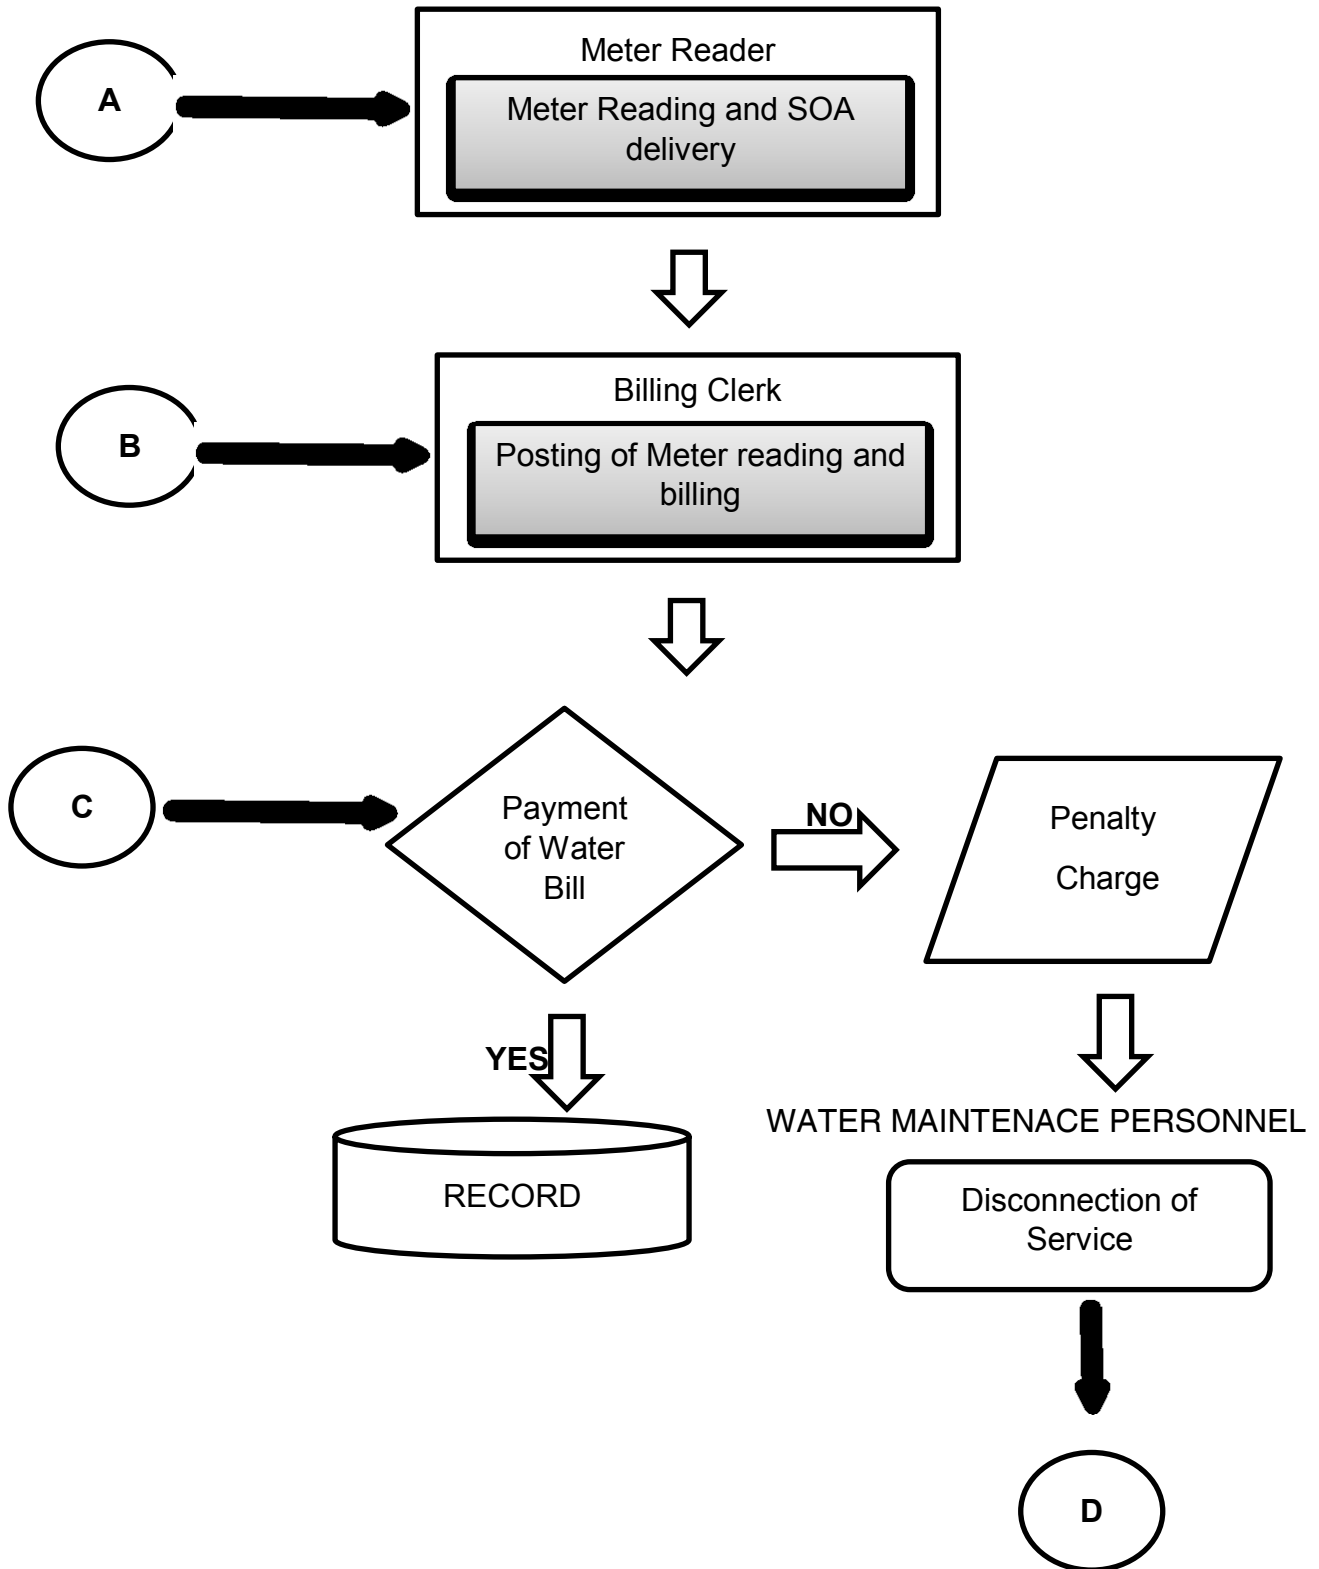 Meter Reader
A
Meter Reading and SOA
delivery
Billing Clerk
B
Posting of Meter reading and
billing
C
Payment
of Water
Bill
NO
Penalty
Charge
YES
WATER MAINTENACE PERSONNEL
RECORD
Disconnection of
Service
D